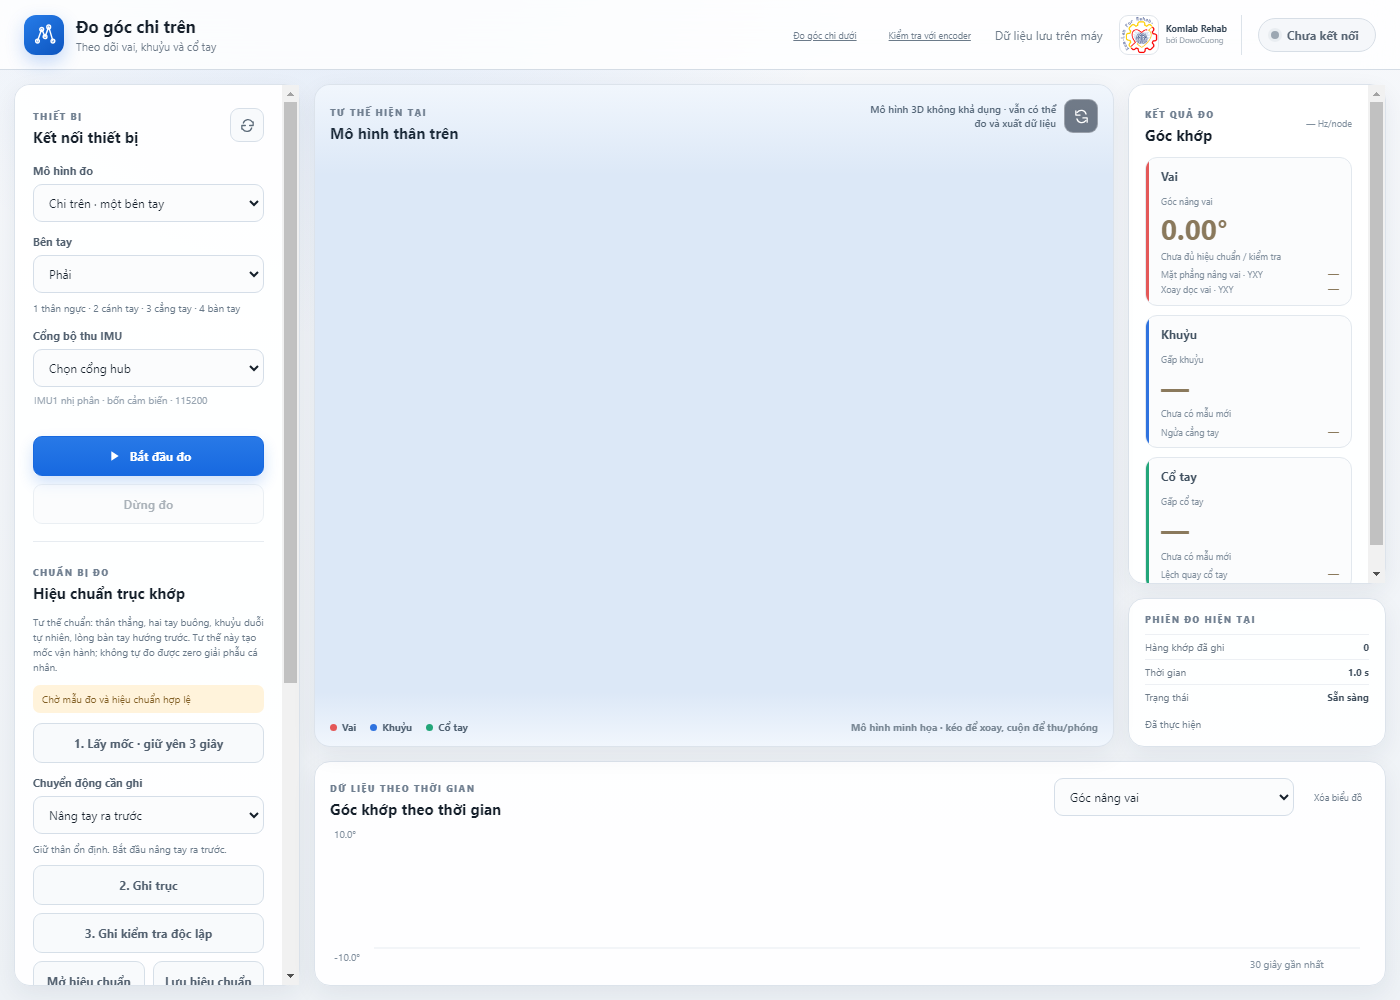 Đo góc chi trên
Theo dõi vai, khuỷu và cổ tay
Đo góc chi dưới
Kiểm tra với encoder
Dữ liệu lưu trên máy
Komlab Rehab
bởi DowoCuong
Chưa kết nối
THIẾT BỊ
Kết nối thiết bị
Mô hình đo
Chi trên · một bên tay
Bên tay
Phải
1 thân ngực · 2 cánh tay · 3 cẳng tay · 4 bàn tay
Cổng bộ thu IMU
Chọn cổng hub
IMU1 nhị phân · bốn cảm biến · 115200
Bắt đầu đo
Dừng đo
CHUẨN BỊ ĐO
Hiệu chuẩn trục khớp
Tư thế chuẩn: thân thẳng, hai tay buông, khuỷu duỗi
tự nhiên, lòng bàn tay hướng trước. Tư thế này tạo
mốc vận hành; không tự đo được zero giải phẫu cá
nhân.
Chờ mẫu đo và hiệu chuẩn hợp lệ
1. Lấy mốc · giữ yên 3 giây
Chuyển động cần ghi
Nâng tay ra trước
Giữ thân ổn định. Bắt đầu nâng tay ra trước.
2. Ghi trục
3. Ghi kiểm tra độc lập
Mở hiệu chuẩn
Lưu hiệu chuẩn
TƯ THẾ HIỆN TẠI
Mô hình thân trên
Mô hình 3D không khả dụng · vẫn có thể
đo và xuất dữ liệu
Vai
Khuỷu
Cổ tay
Mô hình minh họa · kéo để xoay, cuộn để thu/phóng
KẾT QUẢ ĐO
Góc khớp
— Hz/node
Vai
Góc nâng vai
0.00°
Chưa đủ hiệu chuẩn / kiểm tra
Mặt phẳng nâng vai · YXY —
Xoay dọc vai · YXY —
Khuỷu
Gấp khuỷu
—
Chưa có mẫu mới
Ngửa cẳng tay —
Cổ tay
Gấp cổ tay
—
Chưa có mẫu mới
Lệch quay cổ tay —
PHIÊN ĐO HIỆN TẠI
Hàng khớp đã ghi 0
Thời gian 1.0 s
Trạng thái Sẵn sàng
Đã thực hiện
DỮ LIỆU THEO THỜI GIAN
Góc khớp theo thời gian
Góc nâng vai
Xóa biểu đồ
10.0°
-10.0°
30 giây gần nhất